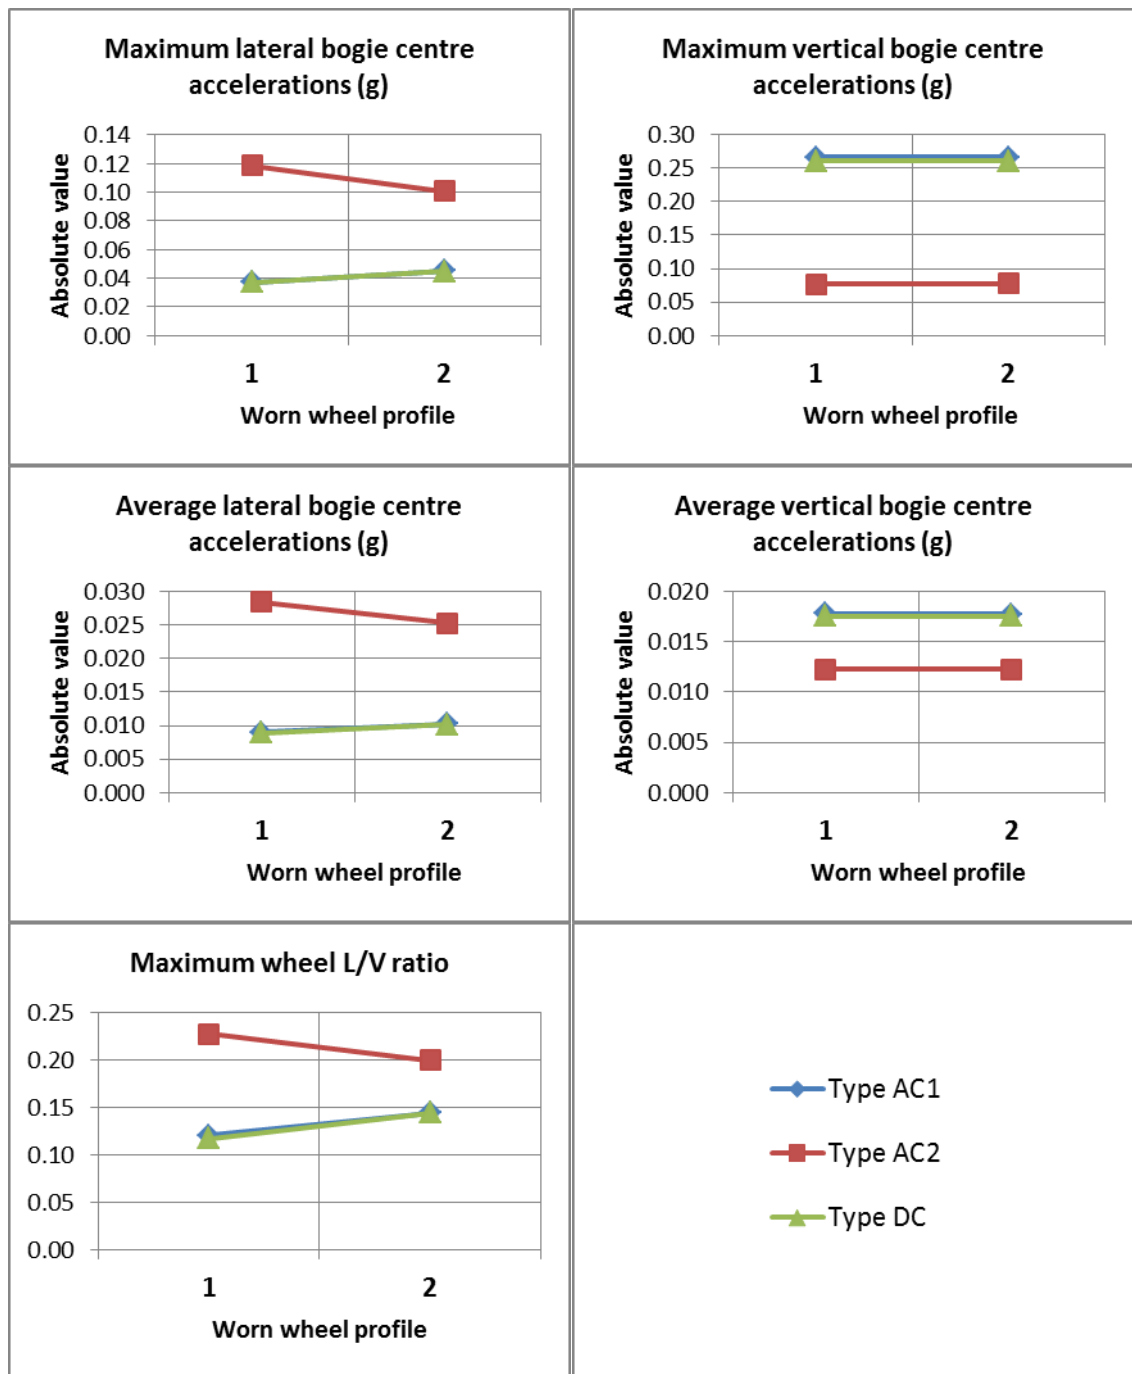 Maximum lateral bogie centre
accelerations (g)
Absolute value
0.14
0.12
0.10
0.08
0.06
0.04
0.02
0.00
1 2
Worn wheel profile
Maximum vertical bogie centre
accelerations (g)
Absolute value
0.30
0.25
0.20
0.15
0.10
0.05
0.00
1 2
Worn wheel profile
Average lateral bogie centre
accelerations (g)
Absolute value
0.030
0.025
0.020
0.015
0.010
0.005
0.000
1 2
Worn wheel profile
Average vertical bogie centre
accelerations (g)
Absolute value
0.020
0.015
0.010
0.005
0.000
1 2
Worn wheel profile
Maximum wheel L/V ratio
0.25
0.20
0.15
0.10
0.05
0.00
1 2
Worn wheel profile
Type AC1
Type AC2
Type DC